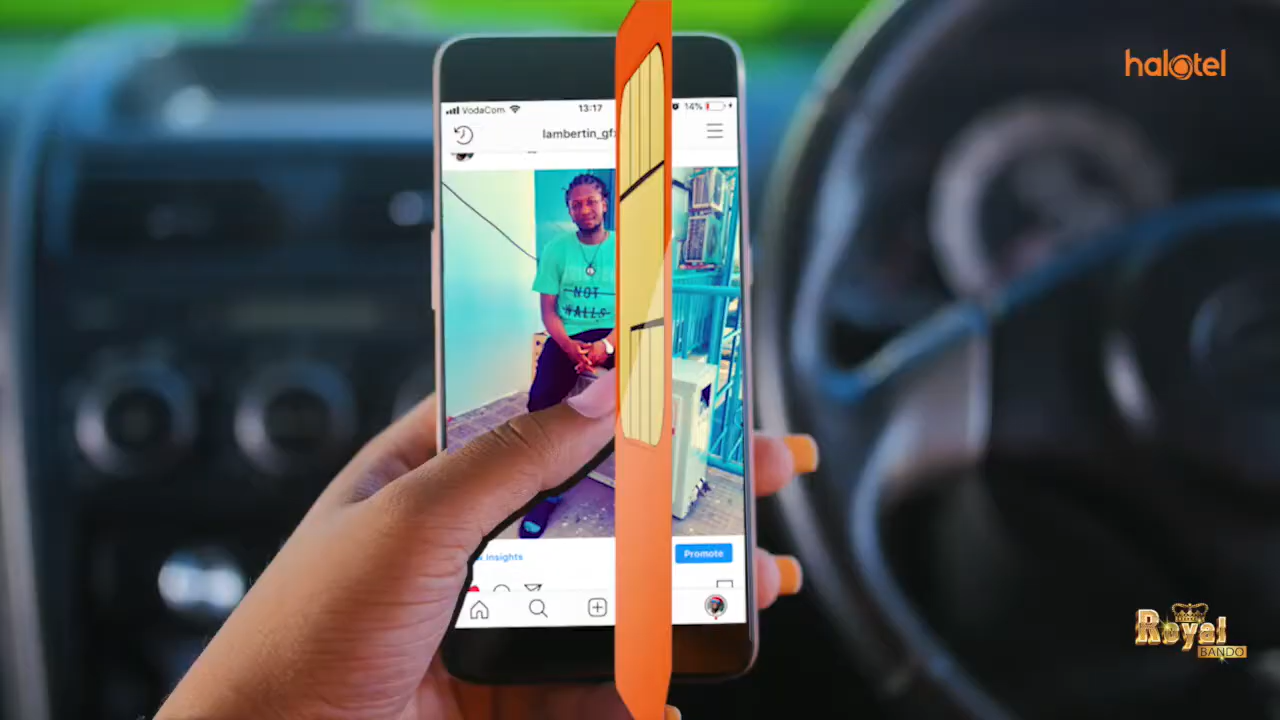 halotel
VodaCom 13:17 14%
lambertin_gf
NOT
WALLS
Insights
Promote
Royal
BANDO